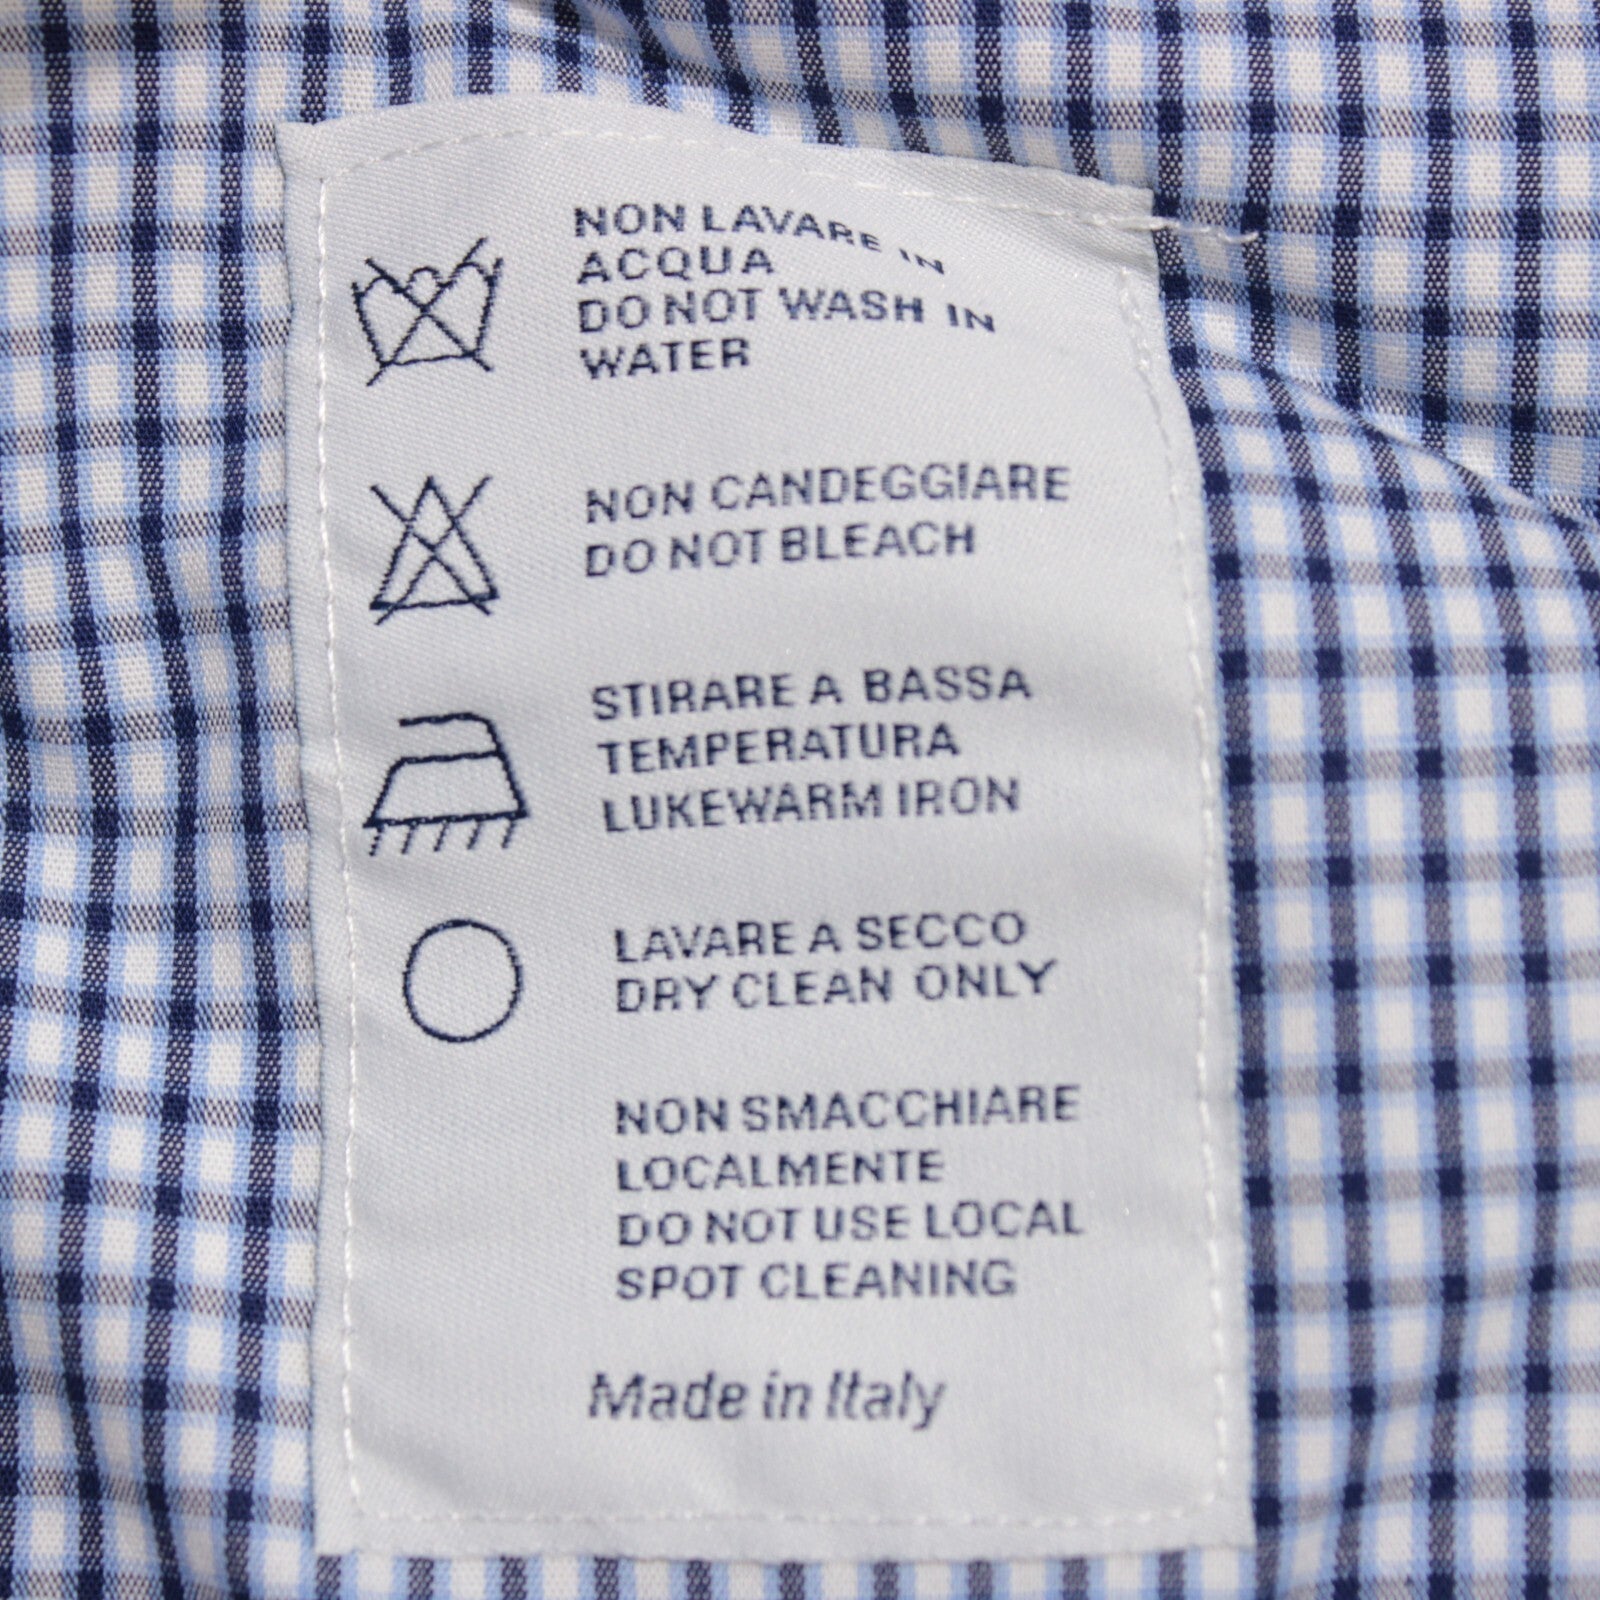 NON LAVARE IN
ACQUA
DO NOT WASH IN
WATER
NON CANDEGGIARE
DO NOT BLEACH
STIRARE A BASSA
TEMPERATURA
LUKEWARM IRON
LAVARE A SECCO
DRY CLEAN ONLY
NON SMACCHIARE
LOCALMENTE
DO NOT USE LOCAL
SPOT CLEANING
Made in Italy